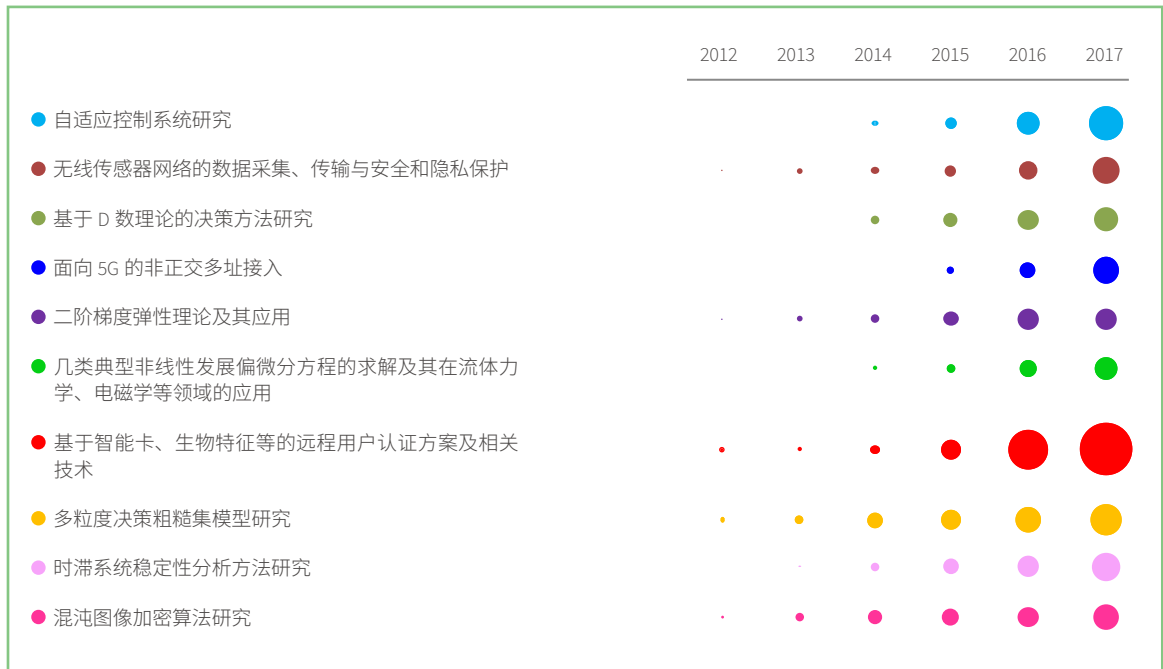 2012 2013 2014 2015 2016 2017
自适应控制系统研究
无线传感器网络的数据采集、传输与安全和隐私保护
基于 D 数理论的决策方法研究
面向 5G 的非正交多址接入
二阶梯度弹性理论及其应用
几类典型非线性发展偏微分方程的求解及其在流体力
学、电磁学等领域的应用
基于智能卡、生物特征等的远程用户认证方案及相关
技术
多粒度决策粗糙集模型研究
时滞系统稳定性分析方法研究
混沌图像加密算法研究